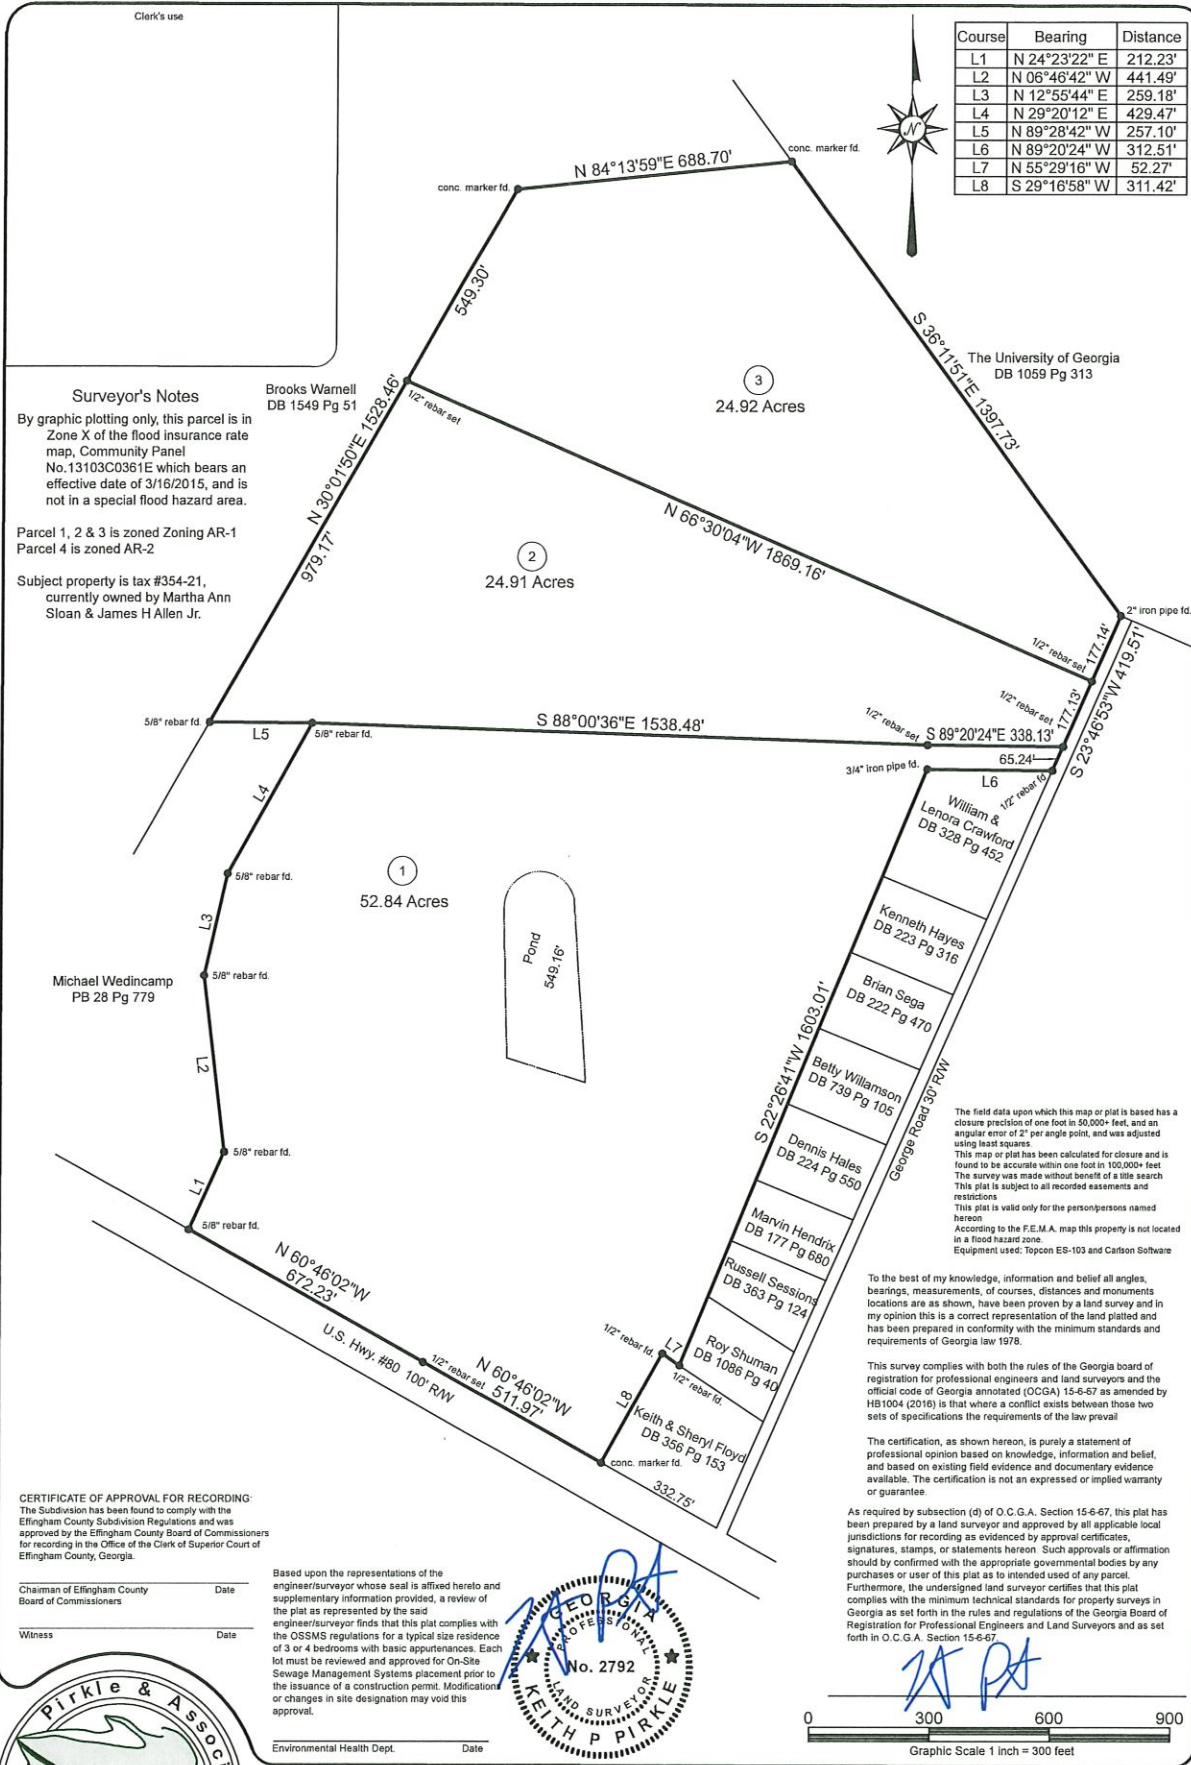 Clerk's use
Course Bearing Distance
L1 N 24°23'22" E 212.23'
L2 N 06°46'42" W 441.49'
L3 N 12°55'44" E 259.18'
L4 N 29°20'12" E 429.47'
L5 N 89°28'42" W 257.10'
L6 N 89°20'24" W 312.51'
L7 N 55°29'16" W 52.27'
L8 S 29°16'58" W 311.42'
N
conc. marker fd.
N 84°13'59"E 688.70'
conc. marker fd.
549.30'
S 36°11'51"E 1397.73'
The University of Georgia
DB 1059 Pg 313
3
24.92 Acres
Brooks Warnell
DB 1549 Pg 51
1/2" rebar set
N 30°01'50"E 1528.46'
979.17'
Surveyor's Notes
By graphic plotting only, this parcel is in
Zone X of the flood insurance rate
map, Community Panel
No.13103C0361E which bears an
effective date of 3/16/2015, and is
not in a special flood hazard area.
Parcel 1, 2 & 3 is zoned Zoning AR-1
Parcel 4 is zoned AR-2
Subject property is tax #354-21,
currently owned by Martha Ann
Sloan & James H Allen Jr.
N 66°30'04"W 1869.16'
2
24.91 Acres
2" iron pipe fd.
177.14'
1/2" rebar set
S 23°46'53"W 419.51'
177.13'
1/2" rebar set
5/8" rebar fd.
L5
5/8" rebar fd.
S 88°00'36"E 1538.48'
1/2" rebar set
S 89°20'24"E 338.13'
65.24'
3/4" iron pipe fd.
L6
1/2" rebar fd.
L4
William &
Lenora Crawford
DB 328 Pg 452
5/8" rebar fd.
1
52.84 Acres
L3
Kenneth Hayes
DB 223 Pg 316
Pond
549.16'
5/8" rebar fd.
Michael Wedincamp
PB 28 Pg 779
Brian Sega
DB 222 Pg 470
S 22°26'41"W 1603.01'
L2
Betty Willamson
DB 739 Pg 105
George Road 30' R/W
Dennis Hales
DB 224 Pg 550
5/8" rebar fd.
L1
5/8" rebar fd.
Marvin Hendrix
DB 177 Pg 680
Russell Sessions
DB 363 Pg 124
N 60°46'02"W
672.23'
U.S. Hwy. #80 100' R/W
1/2" rebar set
N 60°46'02"W
511.97'
1/2" rebar fd.
L7
1/2" rebar fd.
Roy Shuman
DB 1086 Pg 40
L8
Keith & Sheryl Floyd
DB 356 Pg 153
conc. marker fd.
332.75'
The field data upon which this map or plat is based has a
closure precision of one foot in 50,000+ feet, and an
angular error of 2" per angle point, and was adjusted
using least squares.
This map or plat has been calculated for closure and is
found to be accurate within one foot in 100,000+ feet
The survey was made without benefit of a title search
This plat is subject to all recorded easements and
restrictions
This plat is valid only for the person/persons named
hereon
According to the F.E.M.A. map this property is not located
in a flood hazard zone.
Equipment used: Topcon ES-103 and Carlson Software
To the best of my knowledge, information and belief all angles,
bearings, measurements, of courses, distances and monuments
locations are as shown, have been proven by a land survey and in
my opinion this is a correct representation of the land platted and
has been prepared in conformity with the minimum standards and
requirements of Georgia law 1978.
This survey complies with both the rules of the Georgia board of
registration for professional engineers and land surveyors and the
official code of Georgia annotated (OCGA) 15-6-67 as amended by
HB1004 (2016) is that where a conflict exists between those two
sets of specifications the requirements of the law prevail
The certification, as shown hereon, is purely a statement of
professional opinion based on knowledge, information and belief,
and based on existing field evidence and documentary evidence
available. The certification is not an expressed or implied warranty
or guarantee.
As required by subsection (d) of O.C.G.A. Section 15-6-67, this plat has
been prepared by a land surveyor and approved by all applicable local
jurisdictions for recording as evidenced by approval certificates,
signatures, stamps, or statements hereon Such approvals or affirmation
should by confirmed with the appropriate governmental bodies by any
purchases or user of this plat as to intended used of any parcel.
Furthermore, the undersigned land surveyor certifies that this plat
complies with the minimum technical standards for property surveys in
Georgia as set forth in the rules and regulations of the Georgia Board of
Registration for Professional Engineers and Land Surveyors and as set
forth in O.C.G.A. Section 15-6-67.
CERTIFICATE OF APPROVAL FOR RECORDING:
The Subdivision has been found to comply with the
Effingham County Subdivision Regulations and was
approved by the Effingham County Board of Commissioners
for recording in the Office of the Clerk of Superior Court of
Effingham County, Georgia.
Chairman of Effingham County Date
Board of Commissioners
Witness Date
Based upon the representations of the
engineer/surveyor whose seal is affixed hereto and
supplementary information provided, a review of
the plat as represented by the said
engineer/surveyor finds that this plat complies with
the OSSMS regulations for a typical size residence
of 3 or 4 bedrooms with basic appurtenances. Each
lot must be reviewed and approved for On-Site
Sewage Management Systems placement prior to
the issuance of a construction permit. Modifications
or changes in site designation may void this
approval.
Environmental Health Dept. Date
GEORGIA
PROFESSIONAL
No. 2792
LAND SURVEYOR
KEITH P PIRKLE
Pirkle & Associ
0 300 600 900
Graphic Scale 1 inch = 300 feet